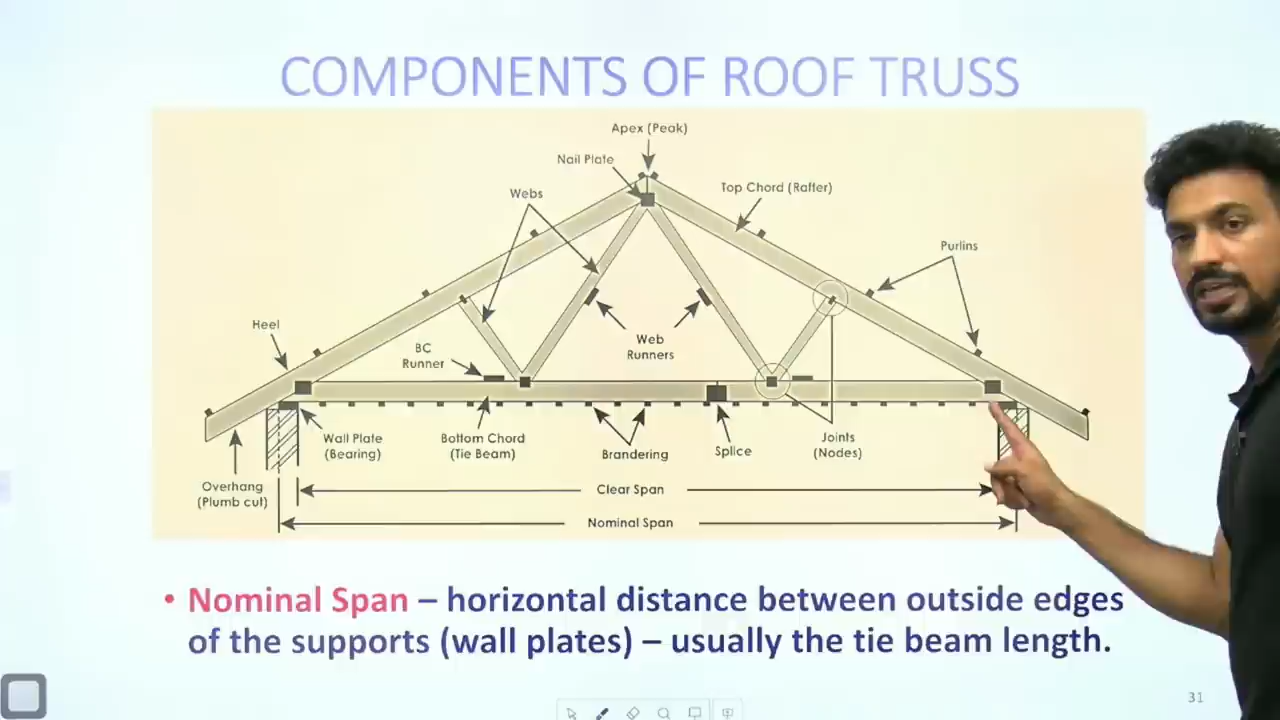 COMPONENTS OF ROOF TRUSS
Apex (Peak)
Nail Plate
Webs
Top Chord (Rafter)
Purlins
Heel
BC
Runner
Web
Runners
Wall Plate
(Bearing)
Bottom Chord
(Tie Beam)
Brandering
Splice
Joints
(Nodes)
Overhang
(Plumb cut)
Clear Span
Nominal Span
• Nominal Span – horizontal distance between outside edges
of the supports (wall plates) – usually the tie beam length.
31